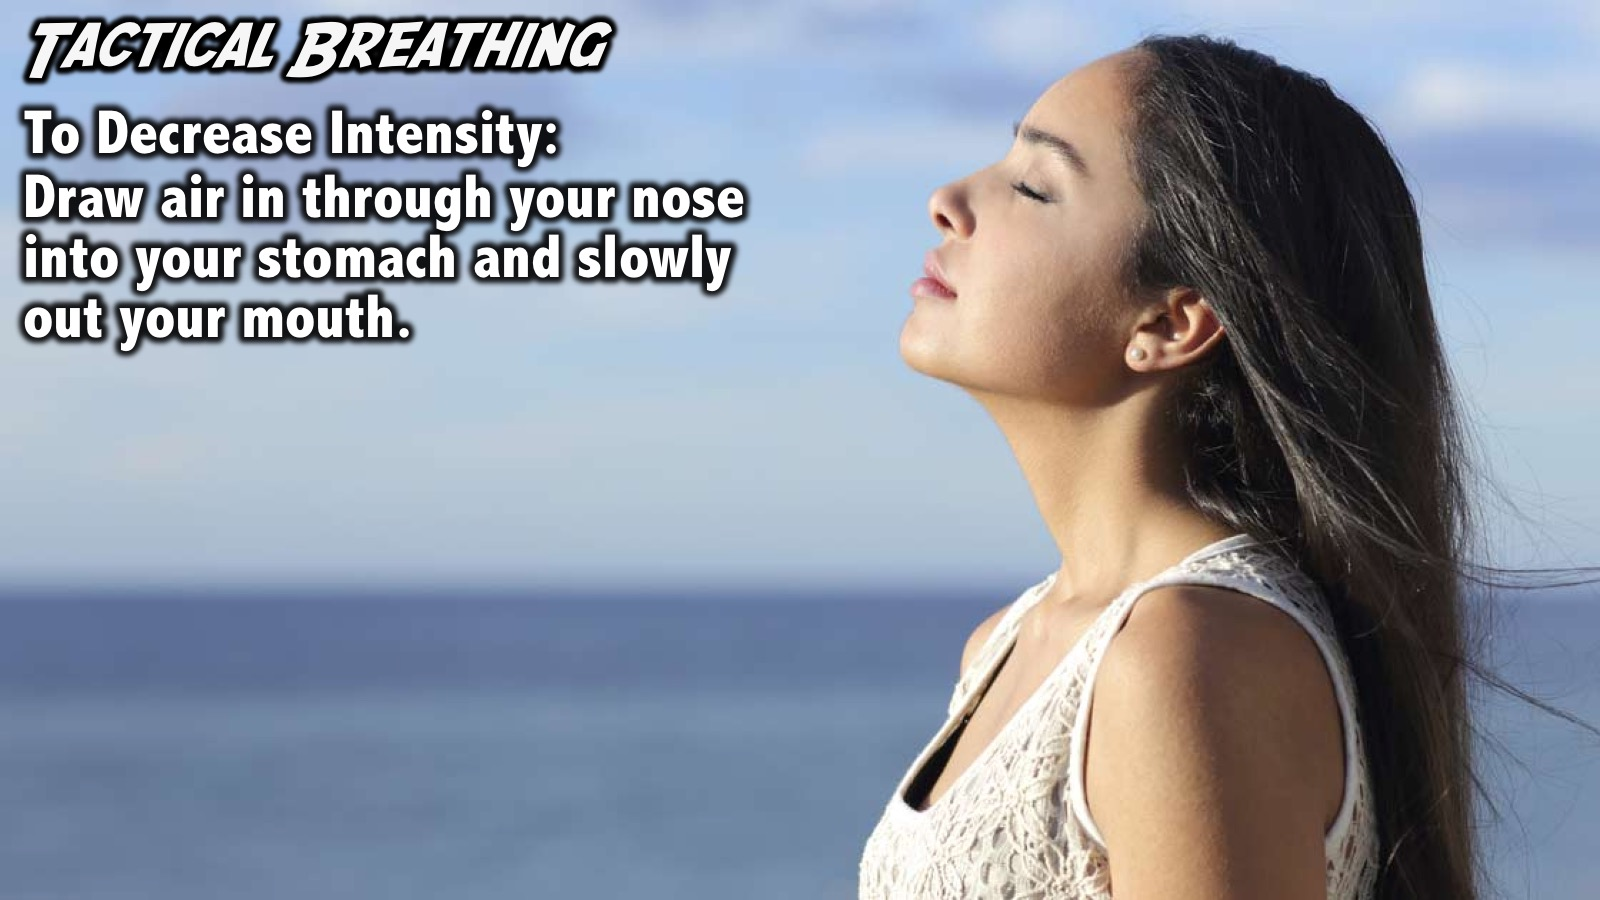 Tactical Breathing
To Decrease Intensity:
Draw air in through your nose
into your stomach and slowly
out your mouth.